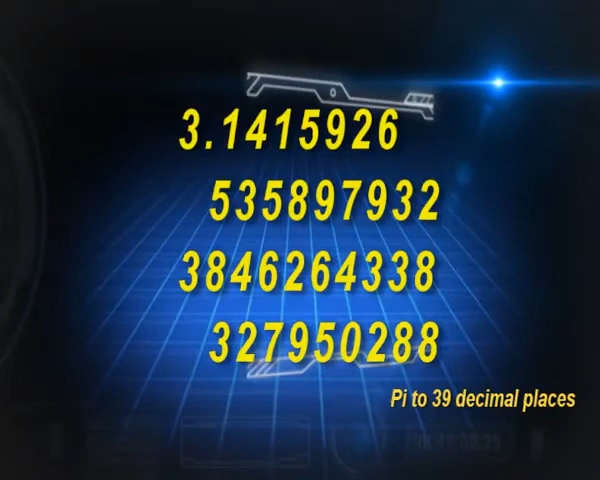 3.1415926
535897932
3846264338
327950288
Pi to 39 decimal places